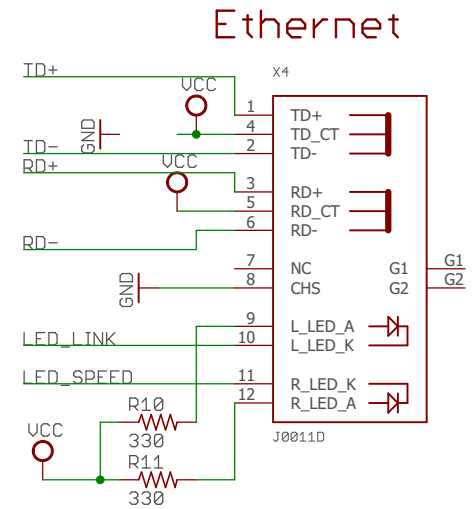 Ethernet
TD+
X4
VCC
1 TD+
GND
4 TD_CT
TD-
2 TD-
RD+
VCC
3 RD+
5 RD_CT
6 RD-
RD-
7 NC G1 G1
GND
8 CHS G2 G2
9 L_LED_A
LED_LINK
10 L_LED_K
LED_SPEED
11 R_LED_K
12 R_LED_A
R10
330
VCC
J0011D
R11
330